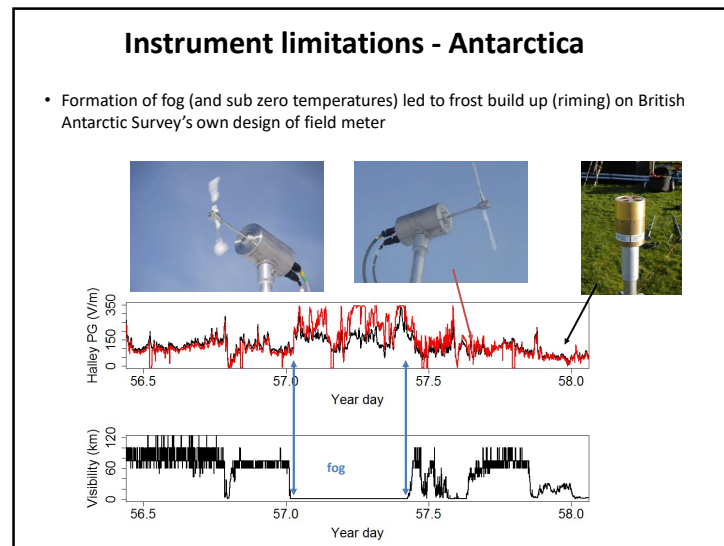 Instrument limitations - Antarctica
• Formation of fog (and sub zero temperatures) led to frost build up (riming) on British
Antarctic Survey's own design of field meter
Halley PG (V/m)
350
150
0
56.5 57.0 57.5 58.0
Year day
Visibility (km)
120
60
0
fog
56.5 57.0 57.5 58.0
Year day